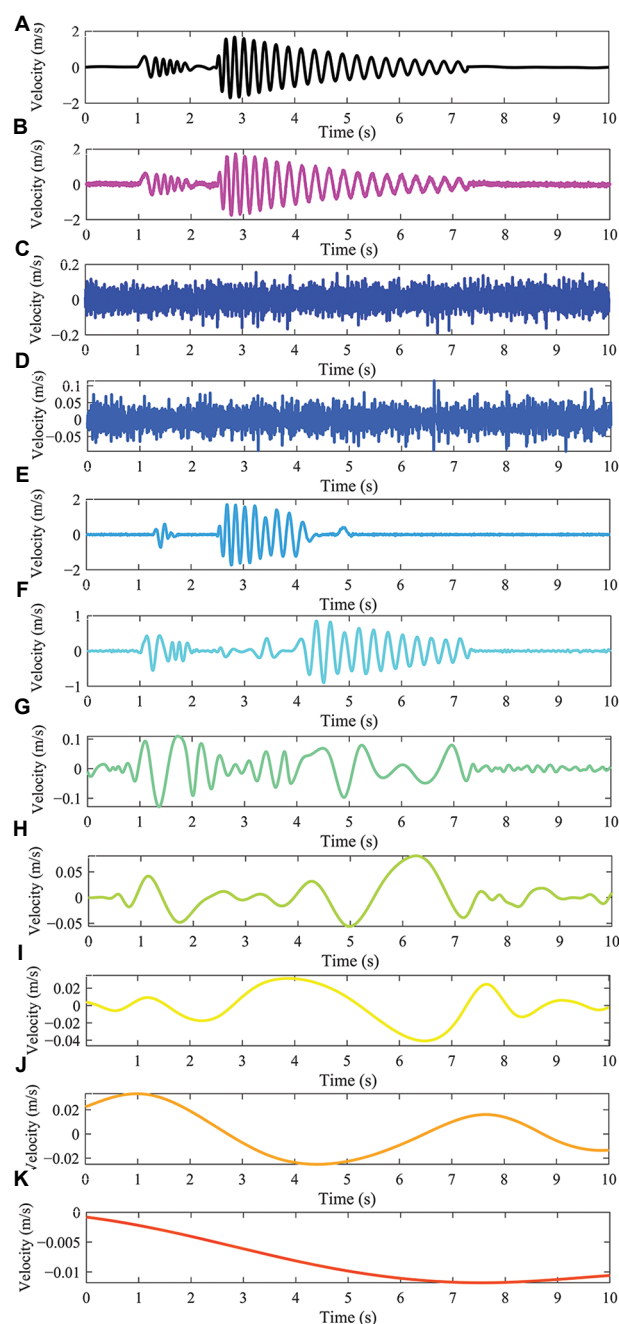 A
Velocity (m/s)
2
0
−2
0 1 2 3 4 5 6 7 8 9 10
Time (s)
B
Velocity (m/s)
2
0
−2
0 1 2 3 4 5 6 7 8 9 10
Time (s)
C
Velocity (m/s)
0.2
0
−0.2
0 1 2 3 4 5 6 7 8 9 10
Time (s)
D
Velocity (m/s)
0.1
0.05
0
−0.05
0 1 2 3 4 5 6 7 8 9 10
Time (s)
E
Velocity (m/s)
2
0
−2
0 1 2 3 4 5 6 7 8 9 10
Time (s)
F
Velocity (m/s)
1
0
−1
0 1 2 3 4 5 6 7 8 9 10
Time (s)
G
Velocity (m/s)
0.1
0
−0.1
0 1 2 3 4 5 6 7 8 9 10
Time (s)
H
Velocity (m/s)
0.05
0
−0.05
0 1 2 3 4 5 6 7 8 9 10
Time (s)
I
Velocity (m/s)
0.02
0
−0.02
−0.04
0 1 2 3 4 5 6 7 8 9 10
Time (s)
J
Velocity (m/s)
0.02
0
−0.02
0 1 2 3 4 5 6 7 8 9 10
Time (s)
K
Velocity (m/s)
0
−0.005
−0.01
0 1 2 3 4 5 6 7 8 9 10
Time (s)